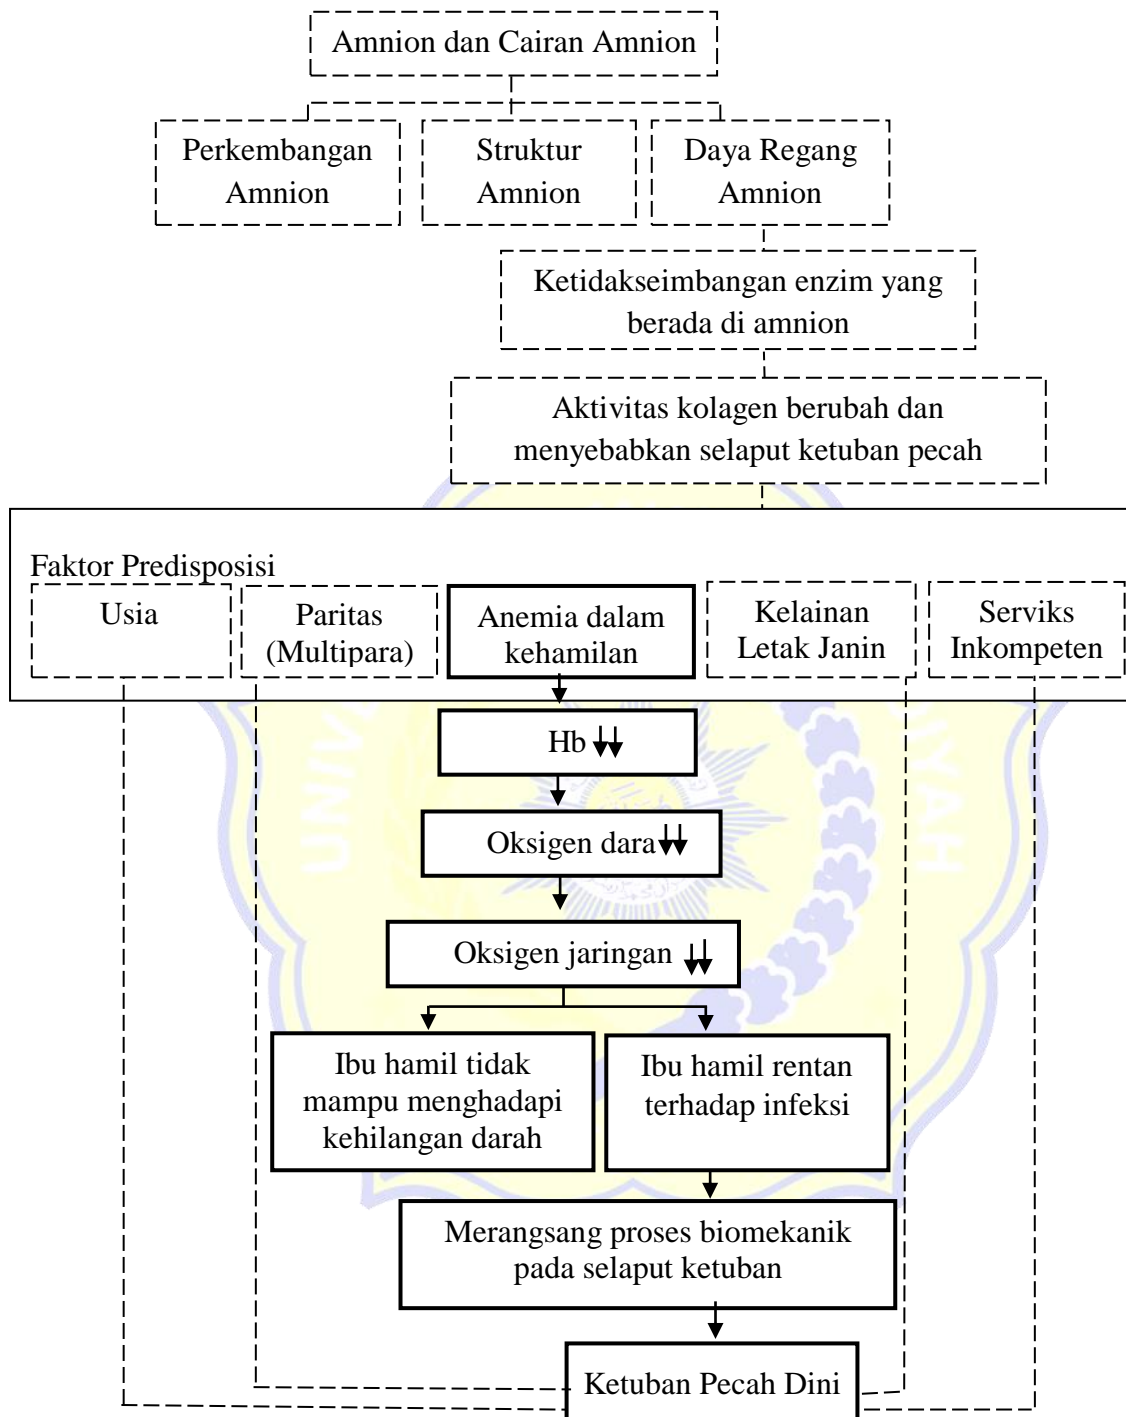 Amnion dan Cairan Amnion
Perkembangan
Amnion
Struktur
Amnion
Daya Regang
Amnion
Ketidakseimbangan enzim yang
berada di amnion
Aktivitas kolagen berubah dan
menyebabkan selaput ketuban pecah
Faktor Predisposisi
Usia
Paritas
(Multipara)
Anemia dalam
kehamilan
Kelainan
Letak Janin
Serviks
Inkompeten
Hb
Oksigen dara
Oksigen jaringan
Ibu hamil tidak
mampu menghadapi
kehilangan darah
Ibu hamil rentan
terhadap infeksi
Merangsang proses biomekanik
pada selaput ketuban
Ketuban Pecah Dini